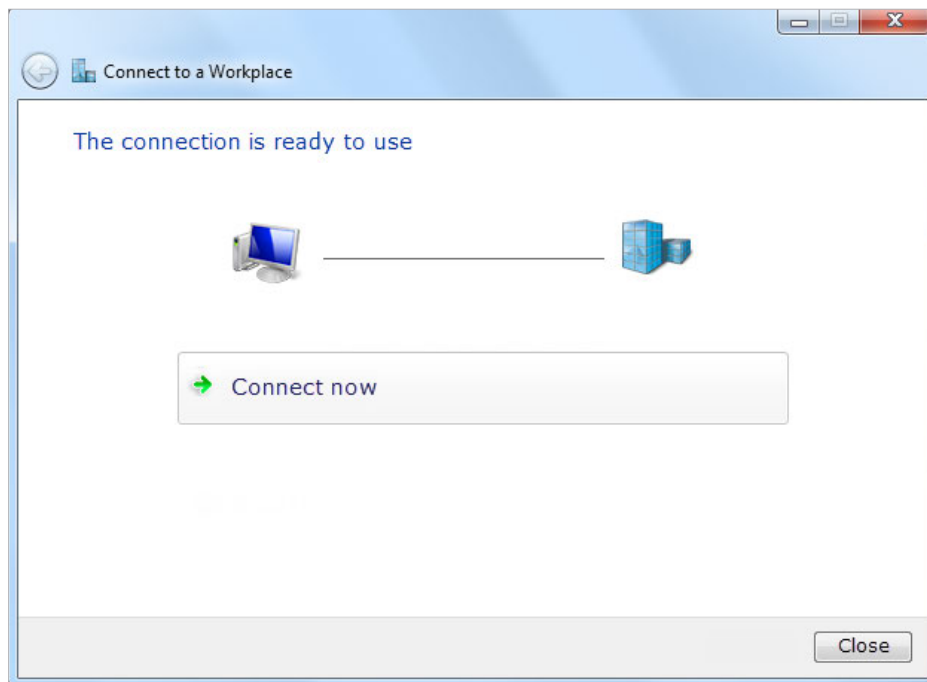 Connect to a Workplace
The connection is ready to use
Connect now
Close